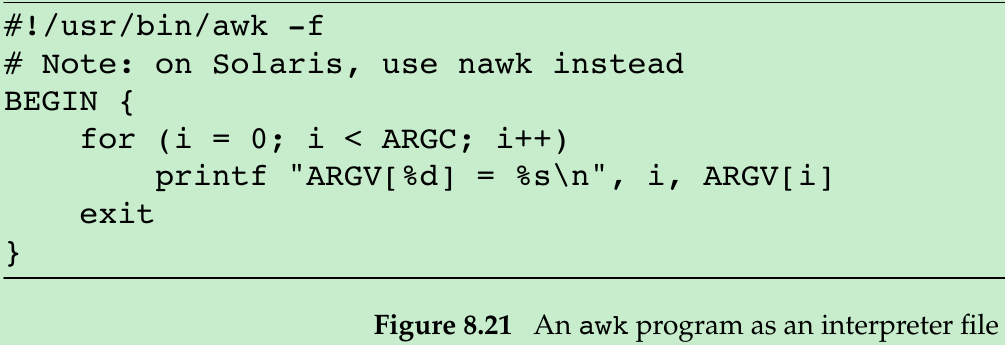 #!/usr/bin/awk -f
# Note: on Solaris, use nawk instead
BEGIN {
    for (i = 0; i < ARGC; i++)
        printf "ARGV[%d] = %s\n", i, ARGV[i]
    exit
}
Figure 8.21 An awk program as an interpreter file